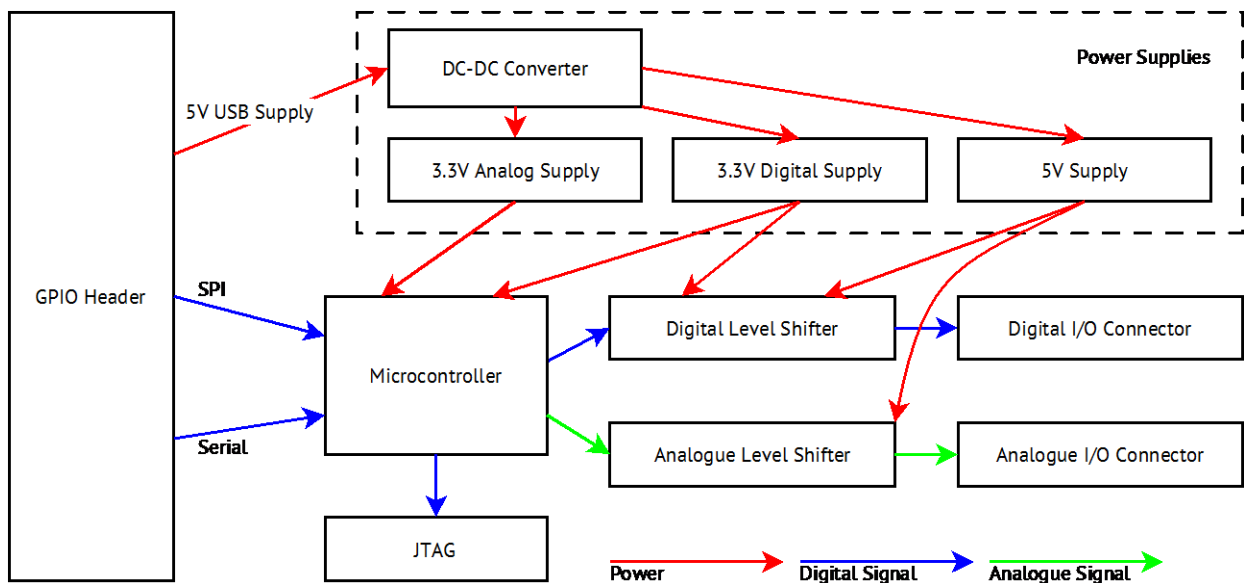 DC-DC Converter
Power Supplies
5V USB Supply
3.3V Analog Supply
3.3V Digital Supply
5V Supply
GPIO Header
SPI
Digital Level Shifter
Digital I/O Connector
Microcontroller
Serial
Analogue Level Shifter
Analogue I/O Connector
JTAG
Power
Digital Signal
Analogue Signal